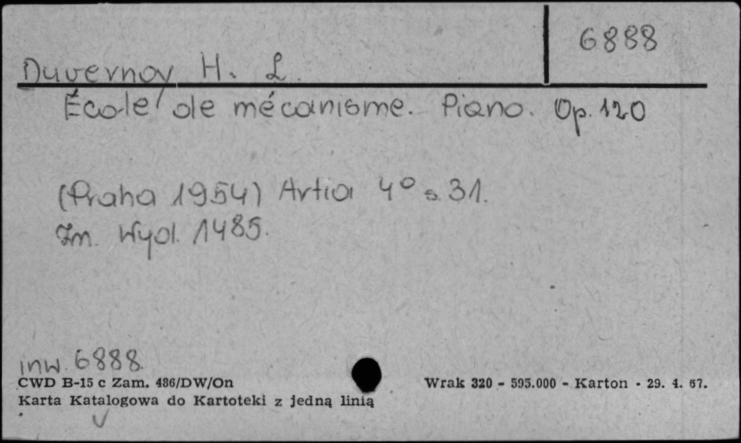 6888
Duvernoy H. L.
École de mécanisme. Piano. Op. 120
(Praha 1954) Artia 4° s. 31.
Zn. Wyd. 1485.
inw. 6888.
CWD B-15 c Zam. 486/DW/On
Wrak 320 - 595.000 - Karton - 29. 4. 67.
Karta Katalogowa do Kartoteki z jedną linią